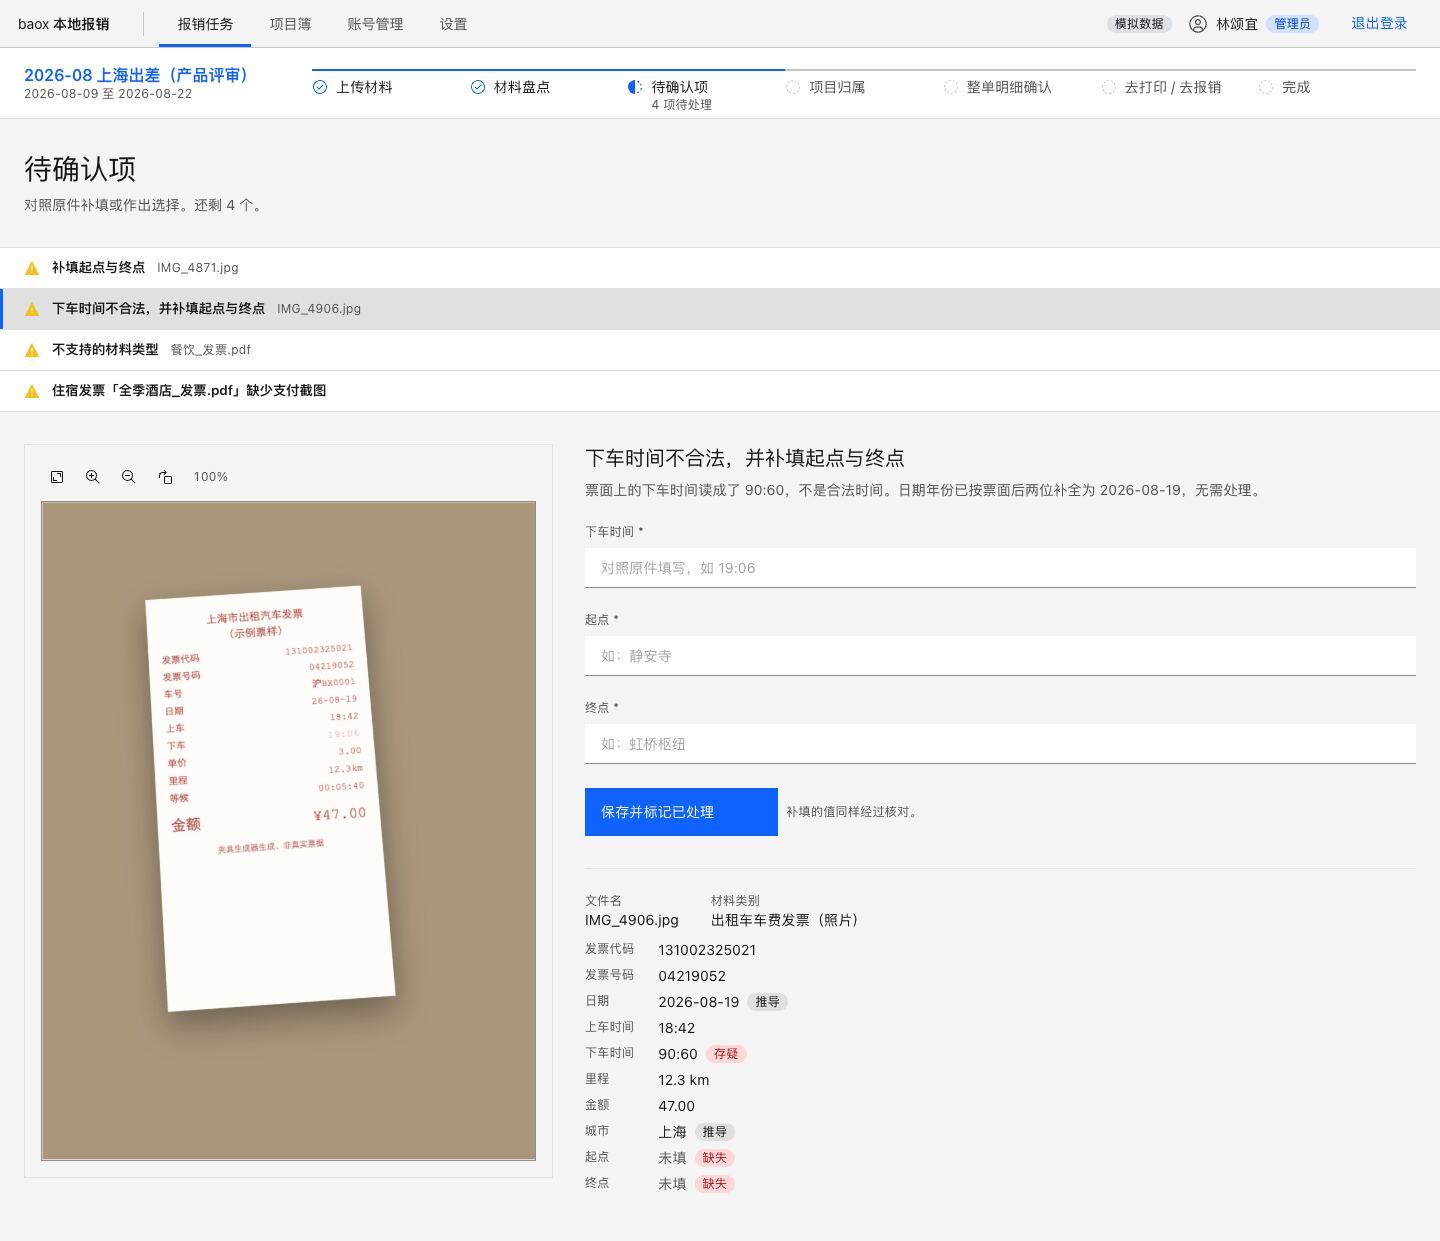 baox 本地报销
报销任务
项目簿
账号管理
设置
模拟数据
林颂宜
管理员
退出登录
2026-08 上海出差（产品评审）
2026-08-09 至 2026-08-22
上传材料
材料盘点
待确认项
4 项待处理
项目归属
整单明细确认
去打印 / 去报销
完成
待确认项
对照原件补填或作出选择。还剩 4 个。
补填起点与终点 IMG_4871.jpg
下车时间不合法，并补填起点与终点 IMG_4906.jpg
不支持的材料类型 餐饮_发票.pdf
住宿发票「全季酒店_发票.pdf」缺少支付截图
100%
上海市出租汽车发票
（示例票样）
发票代码 131002325021
发票号码 04219052
车号 沪BX0001
日期 26-08-19
上车 18:42
下车 19:06
单价 3.00
里程 12.3km
等候 00:05:40
金额 ¥47.00
夹具生成器生成，非真实票据
下车时间不合法，并补填起点与终点
票面上的下车时间读成了 90:60，不是合法时间。日期年份已按票面后两位补全为 2026-08-19，无需处理。
下车时间 *
对照原件填写，如 19:06
起点 *
如：静安寺
终点 *
如：虹桥枢纽
保存并标记已处理
补填的值同样经过核对。
文件名 材料类别
IMG_4906.jpg 出租车车费发票（照片）
发票代码 131002325021
发票号码 04219052
日期 2026-08-19 推导
上车时间 18:42
下车时间 90:60 存疑
里程 12.3 km
金额 47.00
城市 上海 推导
起点 未填 缺失
终点 未填 缺失